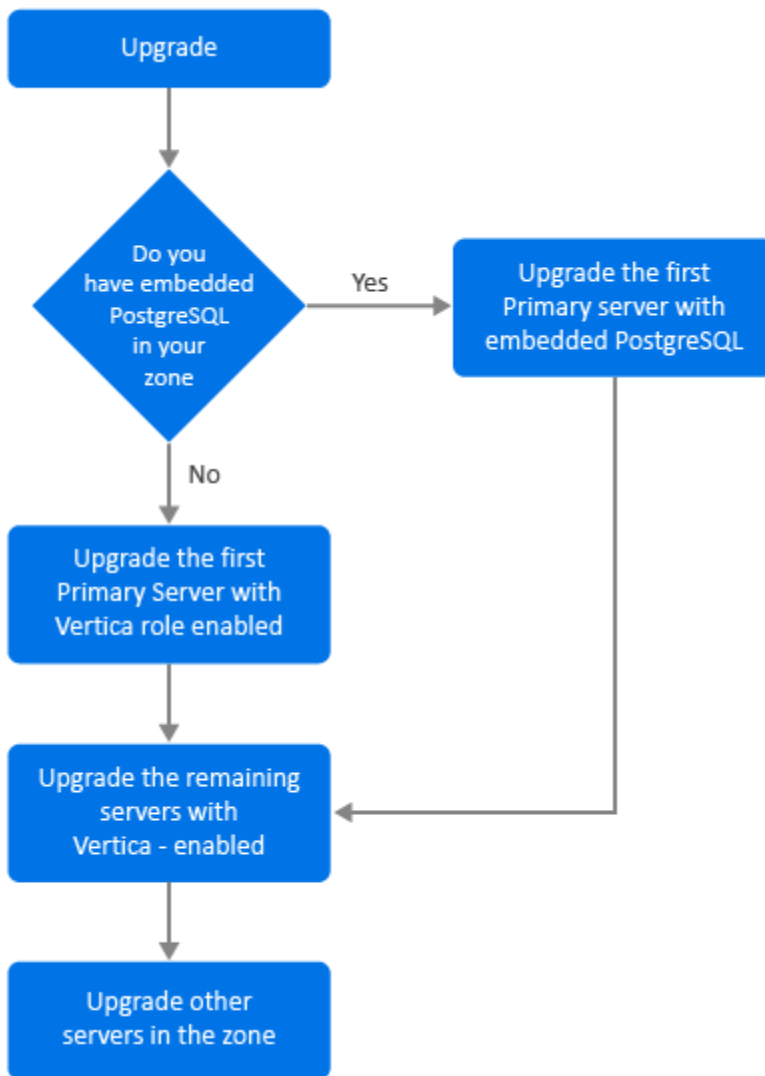 Upgrade
Do you
have embedded
PostgreSQL
in your
zone
Yes
Upgrade the first
Primary server with
embedded PostgreSQL
No
Upgrade the first
Primary Server with
Vertica role enabled
Upgrade the remaining
servers with
Vertica - enabled
Upgrade other
servers in the zone